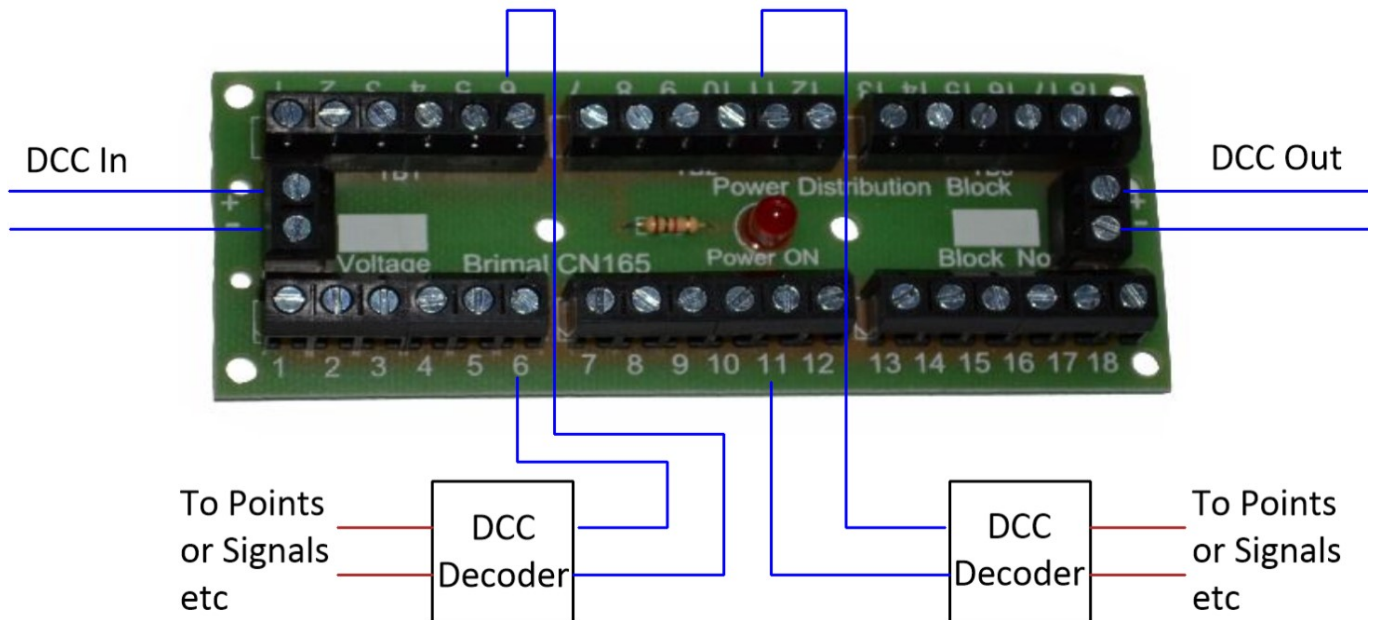 1 2 3 4 5 6 7 8 9 10 11 12 13 14 15 16 17 18
DCC In
DCC Out
TB1
Power Distribution Block
+
-
+
-
Voltage
Brimal CN165
Power ON
Block No
1 2 3 4 5 6 7 8 9 10 11 12 13 14 15 16 17 18
To Points
or Signals
etc
DCC
Decoder
DCC
Decoder
To Points
or Signals
etc